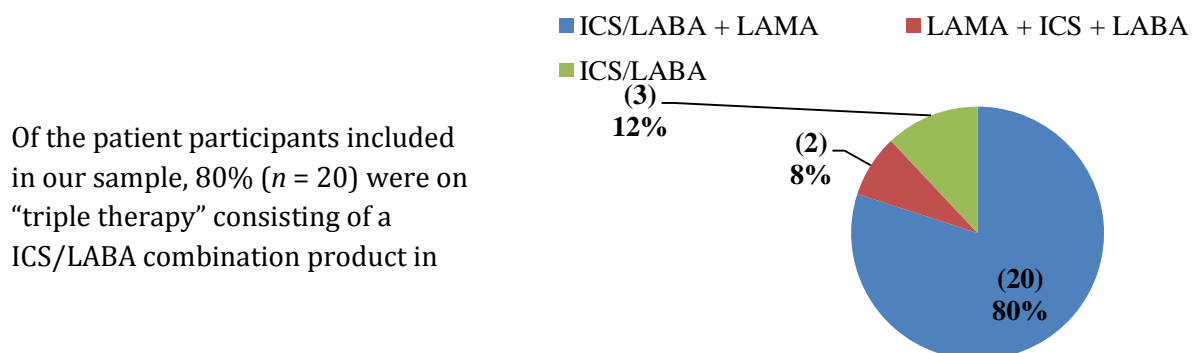 ICS/LABA + LAMA
LAMA + ICS + LABA
ICS/LABA
(3)
12%
(2)
8%
(20)
80%
Of the patient participants included
in our sample, 80% (n = 20) were on
“triple therapy” consisting of a
ICS/LABA combination product in